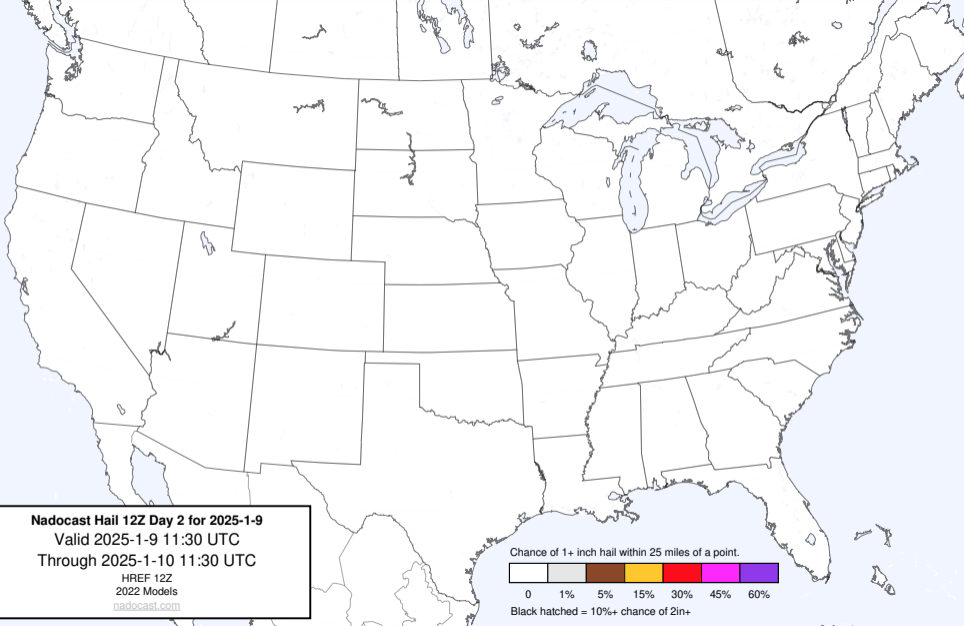 Nadocast Hail 12Z Day 2 for 2025-1-9
Valid 2025-1-9 11:30 UTC
Through 2025-1-10 11:30 UTC
HREF 12Z
2022 Models
nadocast.com
Chance of 1+ inch hail within 25 miles of a point.
0 1% 5% 15% 30% 45% 60%
Black hatched = 10%+ chance of 2in+